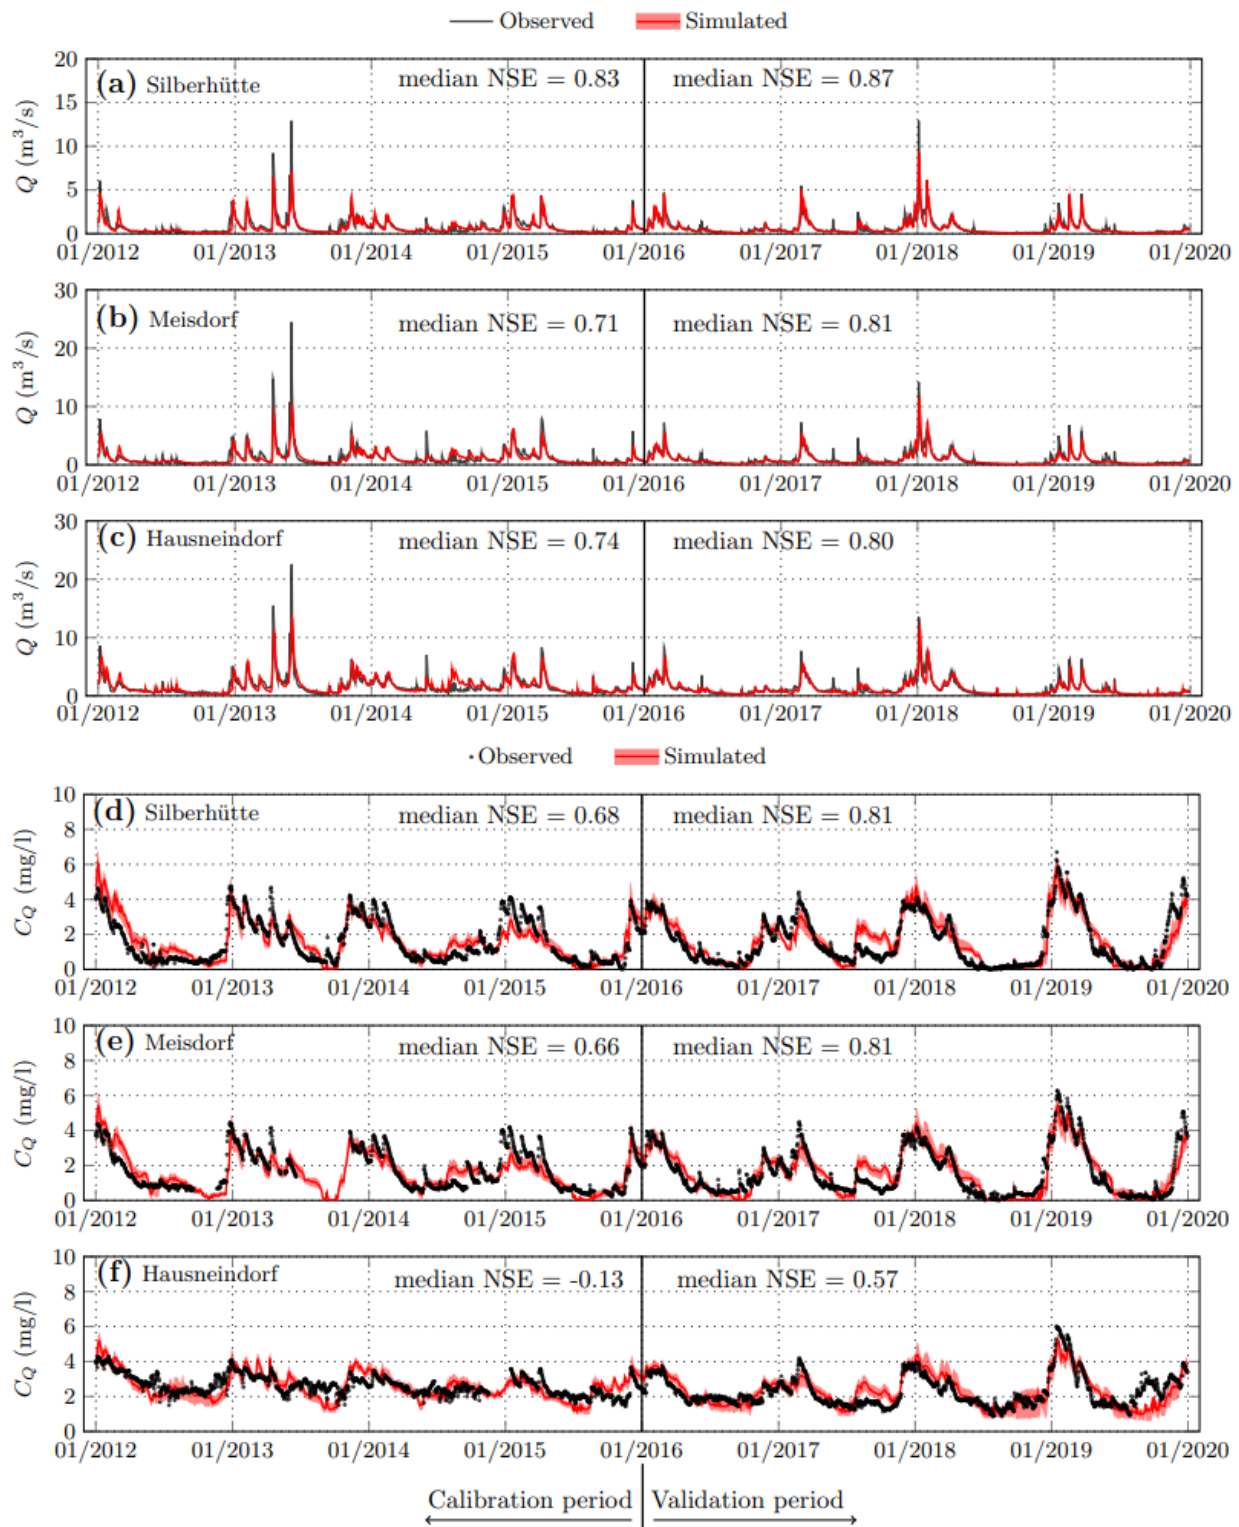 Observed Simulated
20
15
10
5
0
Q (m³/s)
(a) Silberhütte
median NSE = 0.83
median NSE = 0.87
01/2012 01/2013 01/2014 01/2015 01/2016 01/2017 01/2018 01/2019 01/2020
30
20
10
0
Q (m³/s)
(b) Meisdorf
median NSE = 0.71
median NSE = 0.81
01/2012 01/2013 01/2014 01/2015 01/2016 01/2017 01/2018 01/2019 01/2020
30
20
10
0
Q (m³/s)
(c) Hausneindorf
median NSE = 0.74
median NSE = 0.80
01/2012 01/2013 01/2014 01/2015 01/2016 01/2017 01/2018 01/2019 01/2020
Observed Simulated
10
8
6
4
2
0
C_Q (mg/l)
(d) Silberhütte
median NSE = 0.68
median NSE = 0.81
01/2012 01/2013 01/2014 01/2015 01/2016 01/2017 01/2018 01/2019 01/2020
10
8
6
4
2
0
C_Q (mg/l)
(e) Meisdorf
median NSE = 0.66
median NSE = 0.81
01/2012 01/2013 01/2014 01/2015 01/2016 01/2017 01/2018 01/2019 01/2020
10
8
6
4
2
0
C_Q (mg/l)
(f) Hausneindorf
median NSE = -0.13
median NSE = 0.57
01/2012 01/2013 01/2014 01/2015 01/2016 01/2017 01/2018 01/2019 01/2020
Calibration period
Validation period